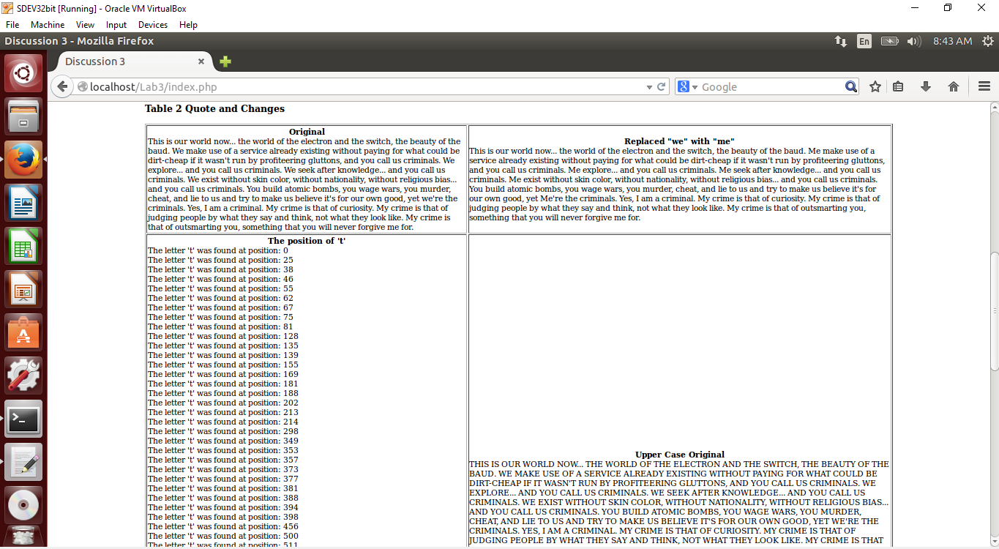 SDEV32bit [Running] - Oracle VM VirtualBox
File Machine View Input Devices Help
Discussion 3 - Mozilla Firefox
En
8:43 AM
Discussion 3
localhost/Lab3/index.php
8
Google
Table 2 Quote and Changes
Original
This is our world now... the world of the electron and the switch, the beauty of the
baud. We make use of a service already existing without paying for what could be
dirt-cheap if it wasn't run by profiteering gluttons, and you call us criminals. We
explore... and you call us criminals. We seek after knowledge... and you call us
criminals. We exist without skin color, without nationality, without religious bias...
and you call us criminals. You build atomic bombs, you wage wars, you murder,
cheat, and lie to us and try to make us believe it's for our own good, yet we're the
criminals. Yes, I am a criminal. My crime is that of curiosity. My crime is that of
judging people by what they say and think, not what they look like. My crime is
that of outsmarting you, something that you will never forgive me for.
Replaced "we" with "me"
This is our world now... the world of the electron and the switch, the beauty of the baud. Me make use of a
service already existing without paying for what could be dirt-cheap if it wasn't run by profiteering gluttons,
and you call us criminals. Me explore... and you call us criminals. Me seek after knowledge... and you call us
criminals. Me exist without skin color, without nationality, without religious bias... and you call us criminals.
You build atomic bombs, you wage wars, you murder, cheat, and lie to us and try to make us believe it's for
our own good, yet Me're the criminals. Yes, I am a criminal. My crime is that of curiosity. My crime is that of
judging people by what they say and think, not what they look like. My crime is that of outsmarting you,
something that you will never forgive me for.
The position of 't'
The letter 't' was found at position: 0
The letter 't' was found at position: 25
The letter 't' was found at position: 38
The letter 't' was found at position: 46
The letter 't' was found at position: 55
The letter 't' was found at position: 62
The letter 't' was found at position: 67
The letter 't' was found at position: 75
The letter 't' was found at position: 81
The letter 't' was found at position: 128
The letter 't' was found at position: 135
The letter 't' was found at position: 139
The letter 't' was found at position: 155
The letter 't' was found at position: 169
The letter 't' was found at position: 181
The letter 't' was found at position: 188
The letter 't' was found at position: 202
The letter 't' was found at position: 213
The letter 't' was found at position: 214
The letter 't' was found at position: 298
The letter 't' was found at position: 349
The letter 't' was found at position: 353
The letter 't' was found at position: 357
The letter 't' was found at position: 373
The letter 't' was found at position: 377
The letter 't' was found at position: 381
The letter 't' was found at position: 388
The letter 't' was found at position: 394
The letter 't' was found at position: 398
The letter 't' was found at position: 456
The letter 't' was found at position: 500
The letter 't' was found at position: 511
Upper Case Original
THIS IS OUR WORLD NOW... THE WORLD OF THE ELECTRON AND THE SWITCH, THE BEAUTY OF THE
BAUD. WE MAKE USE OF A SERVICE ALREADY EXISTING WITHOUT PAYING FOR WHAT COULD BE
DIRT-CHEAP IF IT WASN'T RUN BY PROFITEERING GLUTTONS, AND YOU CALL US CRIMINALS. WE
EXPLORE... AND YOU CALL US CRIMINALS. WE SEEK AFTER KNOWLEDGE... AND YOU CALL US
CRIMINALS. WE EXIST WITHOUT SKIN COLOR, WITHOUT NATIONALITY, WITHOUT RELIGIOUS BIAS...
AND YOU CALL US CRIMINALS. YOU BUILD ATOMIC BOMBS, YOU WAGE WARS, YOU MURDER,
CHEAT, AND LIE TO US AND TRY TO MAKE US BELIEVE IT'S FOR OUR OWN GOOD, YET WE'RE THE
CRIMINALS. YES, I AM A CRIMINAL. MY CRIME IS THAT OF CURIOSITY. MY CRIME IS THAT OF
JUDGING PEOPLE BY WHAT THEY SAY AND THINK, NOT WHAT THEY LOOK LIKE. MY CRIME IS THAT